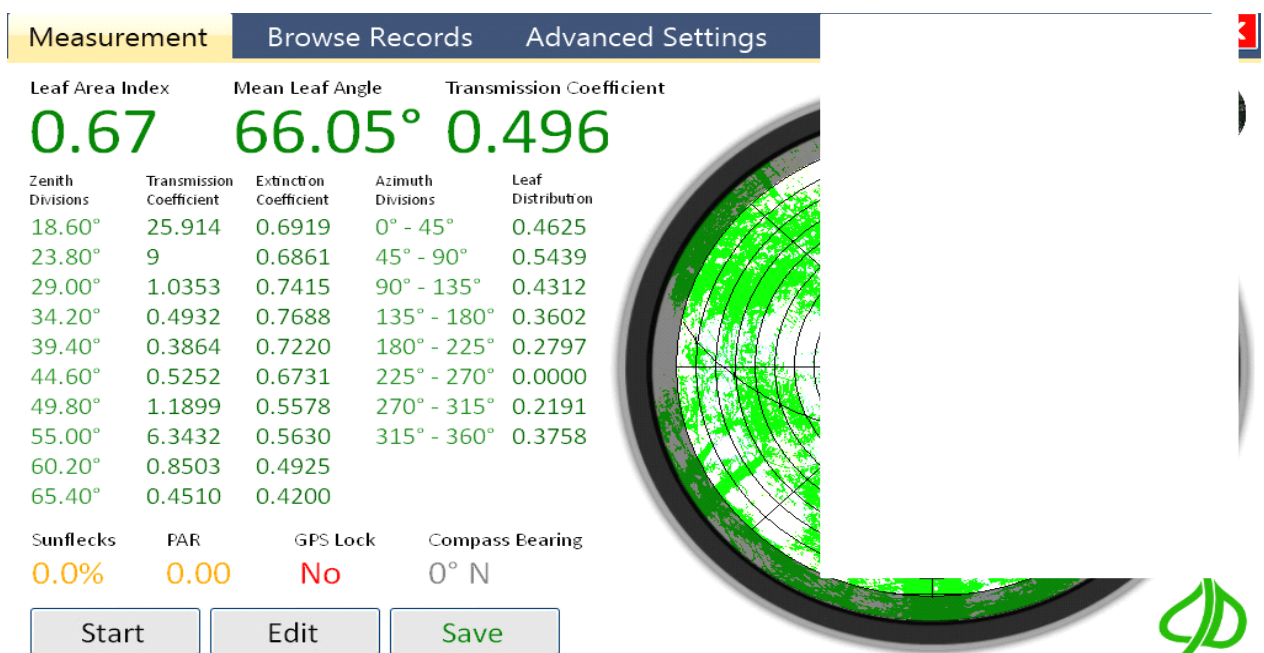 Measurement Browse Records Advanced Settings
Leaf Area Index Mean Leaf Angle Transmission Coefficient
0.67 66.05° 0.496
Zenith Divisions Transmission Coefficient Extinction Coefficient Azimuth Divisions Leaf Distribution
18.60° 25.914 0.6919 0° - 45° 0.4625
23.80° 9 0.6861 45° - 90° 0.5439
29.00° 1.0353 0.7415 90° - 135° 0.4312
34.20° 0.4932 0.7688 135° - 180° 0.3602
39.40° 0.3864 0.7220 180° - 225° 0.2797
44.60° 0.5252 0.6731 225° - 270° 0.0000
49.80° 1.1899 0.5578 270° - 315° 0.2191
55.00° 6.3432 0.5630 315° - 360° 0.3758
60.20° 0.8503 0.4925
65.40° 0.4510 0.4200
Sunflecks PAR GPS Lock Compass Bearing
0.0% 0.00 No 0° N
Start Edit Save